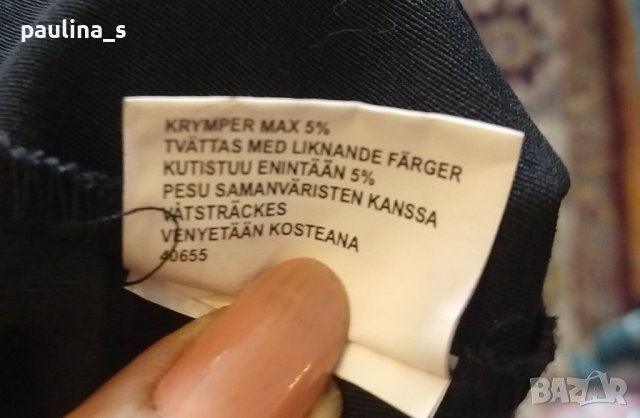 paulina_s
KRYMPER MAX 5%
TVÄTTAS MED LIKNANDE FÄRGER
KUTISTUU ENINTÄÄN 5%
PESU SAMANVÄRISTEN KANSSA
VÅTSTRÄCKES
VENYETÄÄN KOSTEANA
40655
BAZAR